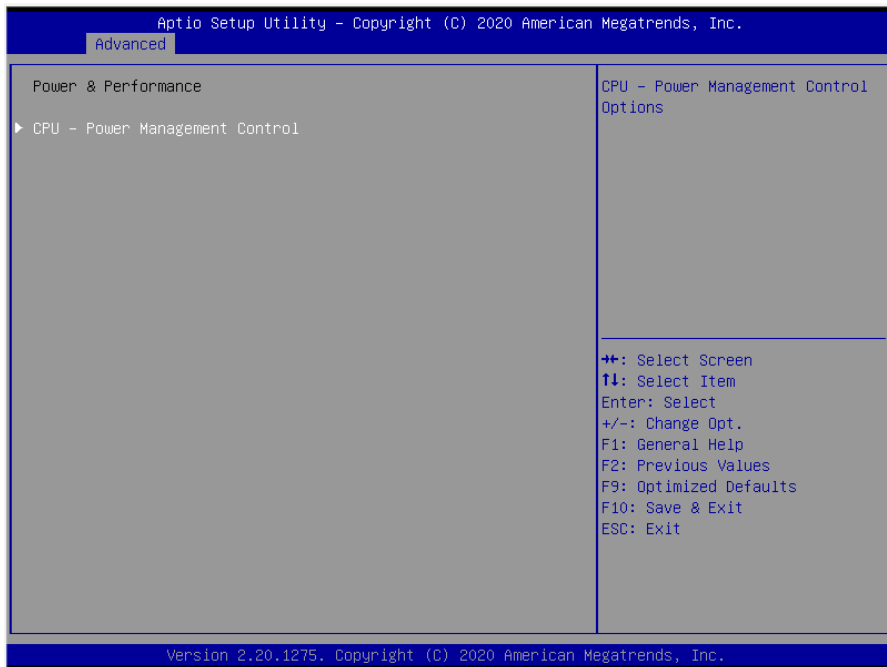 Aptio Setup Utility – Copyright (C) 2020 American Megatrends, Inc.
Advanced
Power & Performance
CPU – Power Management Control
CPU – Power Management Control
Options
→←: Select Screen
↑↓: Select Item
Enter: Select
+/-: Change Opt.
F1: General Help
F2: Previous Values
F9: Optimized Defaults
F10: Save & Exit
ESC: Exit
Version 2.20.1275. Copyright (C) 2020 American Megatrends, Inc.